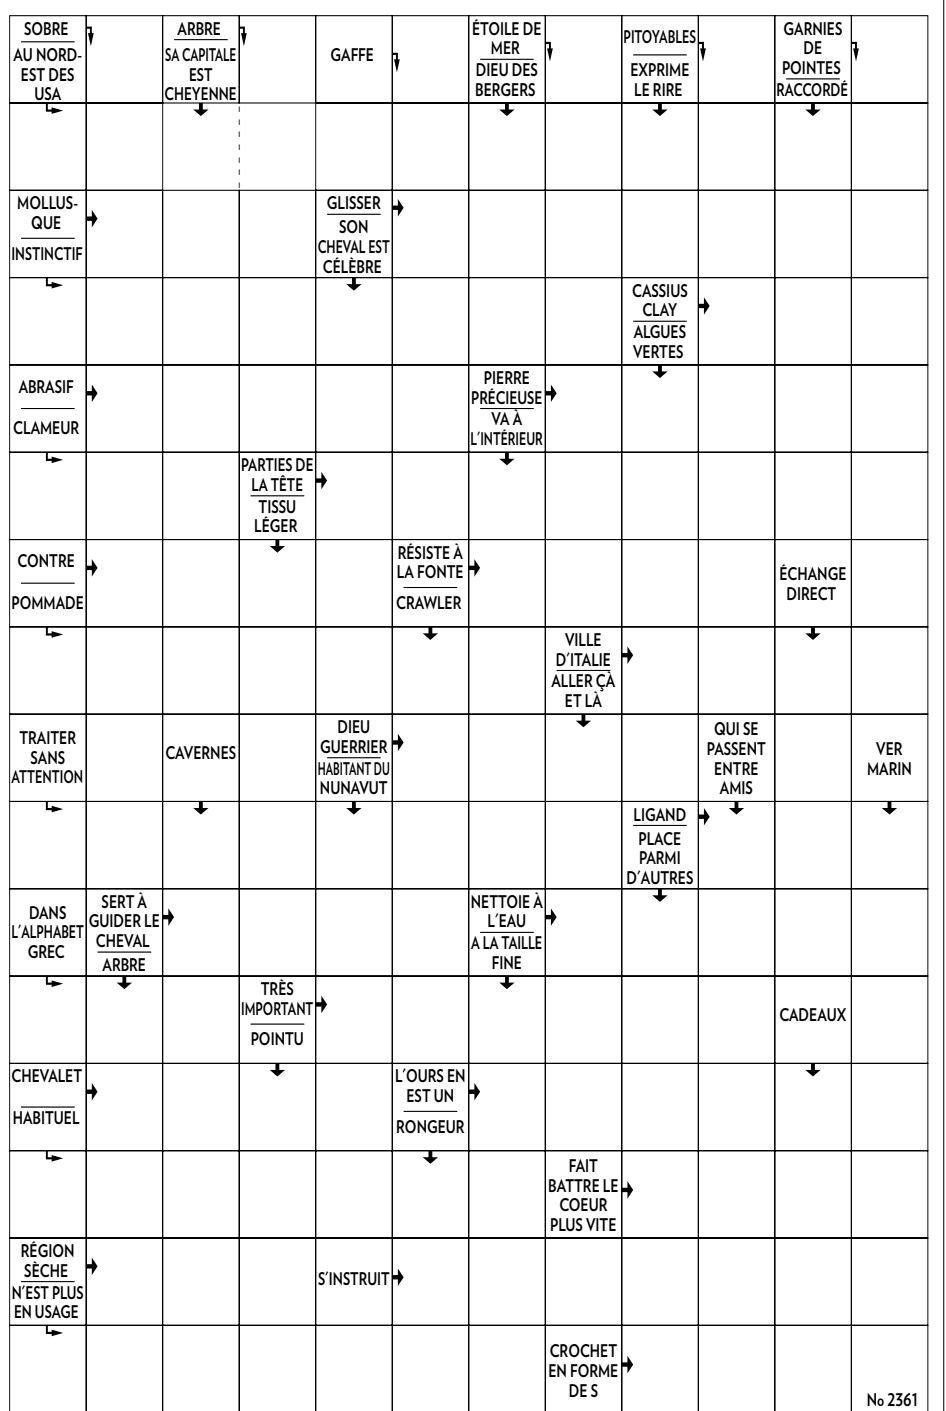 SOBRE
AU NORD-
EST DES
USA
ARBRE
SA CAPITALE
EST
CHEYENNE
GAFFE
ÉTOILE DE
MER
DIEU DES
BERGERS
PITOYABLES
EXPRIME
LE RIRE
GARNIES
DE
POINTES
RACCORDÉ
MOLLUS-
QUE
INSTINCTIF
GLISSER
SON
CHEVAL EST
CÉLÈBRE
CASSIUS
CLAY
ALGUES
VERTES
ABRASIF
CLAMEUR
PIERRE
PRÉCIEUSE
VA À
L'INTÉRIEUR
PARTIES DE
LA TÊTE
TISSU
LÉGER
CONTRE
POMMADE
RÉSISTE À
LA FONTE
CRAWLER
ÉCHANGE
DIRECT
VILLE
D'ITALIE
ALLER ÇÀ
ET LÀ
TRAITER
SANS
ATTENTION
CAVERNES
DIEU
GUERRIER
HABITANT DU
NUNAVUT
QUI SE
PASSENT
ENTRE
AMIS
VER
MARIN
LIGAND
PLACE
PARMI
D'AUTRES
DANS
L'ALPHABET
GREC
SERT À
GUIDER LE
CHEVAL
ARBRE
NETTOIE À
L'EAU
A LA TAILLE
FINE
TRÈS
IMPORTANT
POINTU
CADEAUX
CHEVALET
HABITUEL
L'OURS EN
EST UN
RONGEUR
FAIT
BATTRE LE
COEUR
PLUS VITE
RÉGION
SÈCHE
N'EST PLUS
EN USAGE
S'INSTRUIT
CROCHET
EN FORME
DE S
No 2361